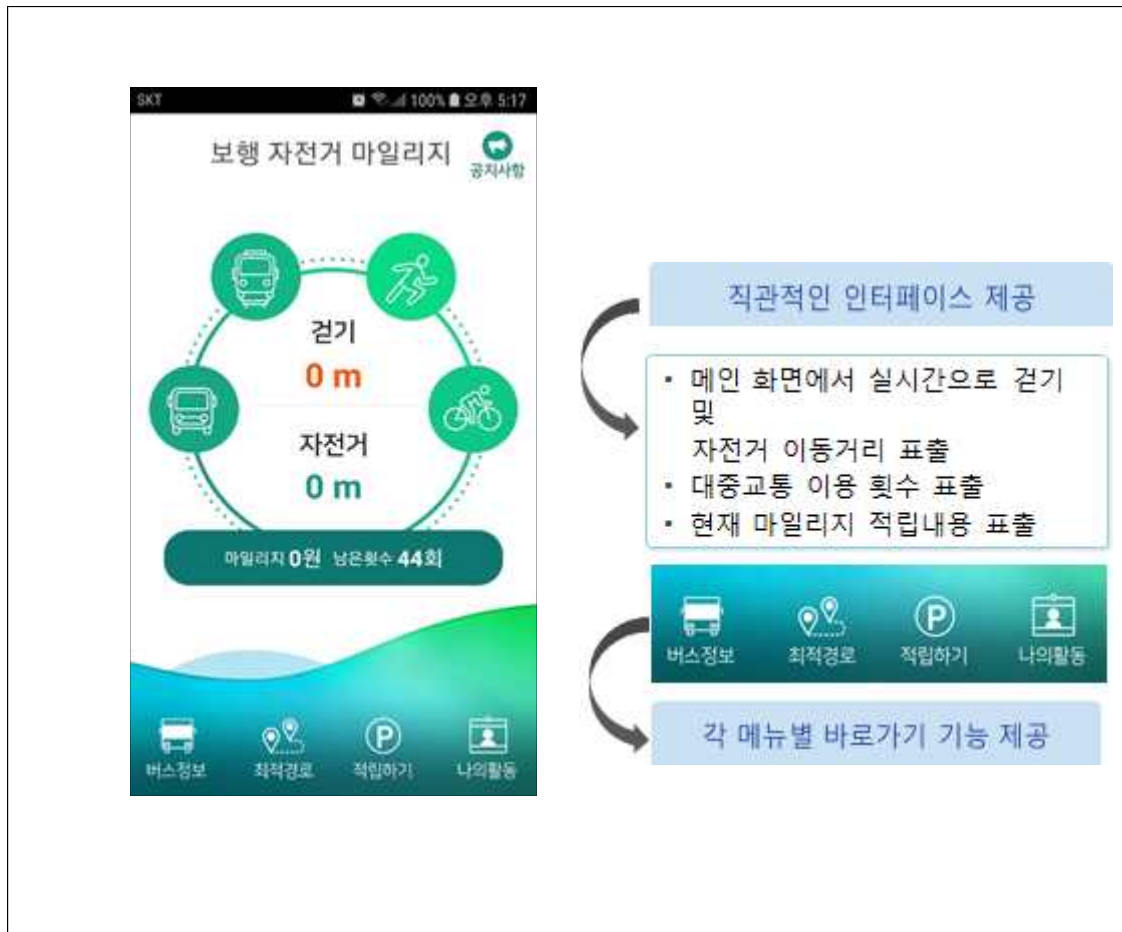 SKT
100% 오후 5:17
보행 자전거 마일리지
공지사항
걷기
0 m
자전거
0 m
마일리지 0원 남은횟수 44회
버스정보 최적경로 적립하기 나의활동
직관적인 인터페이스 제공
• 메인 화면에서 실시간으로 걷기
및
자전거 이동거리 표출
• 대중교통 이용 횟수 표출
• 현재 마일리지 적립내용 표출
버스정보 최적경로 적립하기 나의활동
각 메뉴별 바로가기 기능 제공